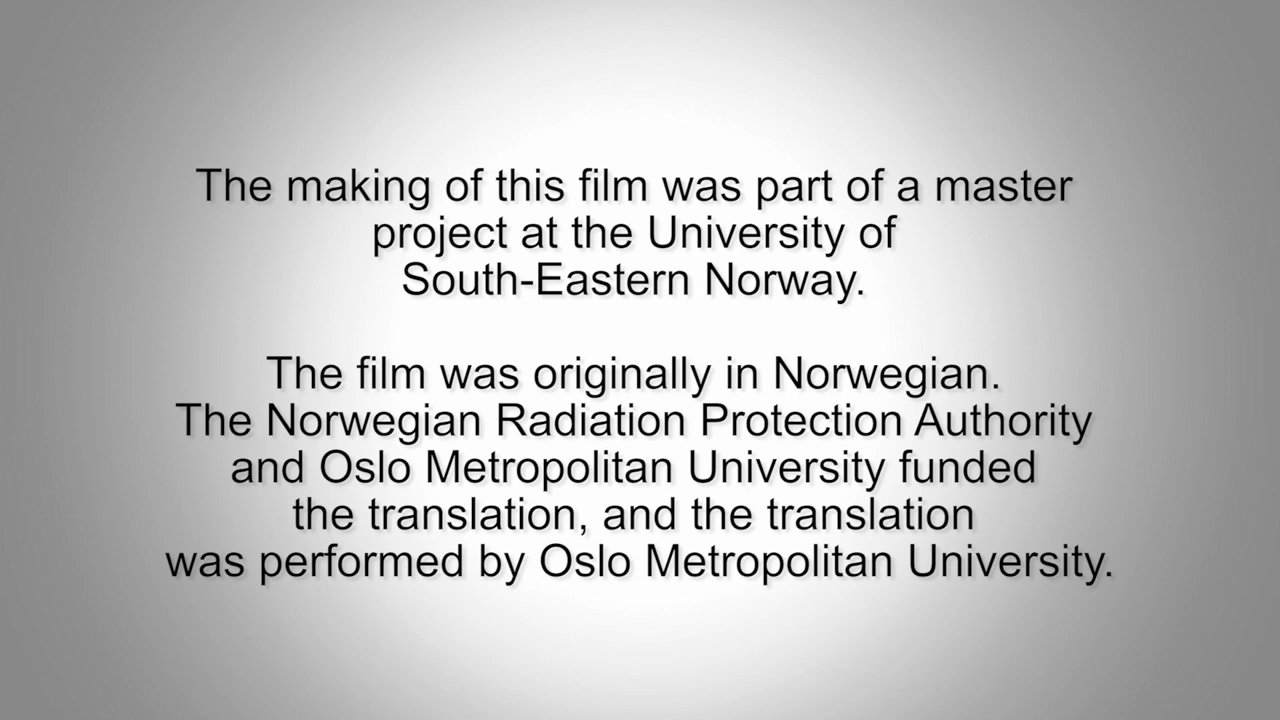 The making of this film was part of a master
project at the University of
South-Eastern Norway.
The film was originally in Norwegian.
The Norwegian Radiation Protection Authority
and Oslo Metropolitan University funded
the translation, and the translation
was performed by Oslo Metropolitan University.